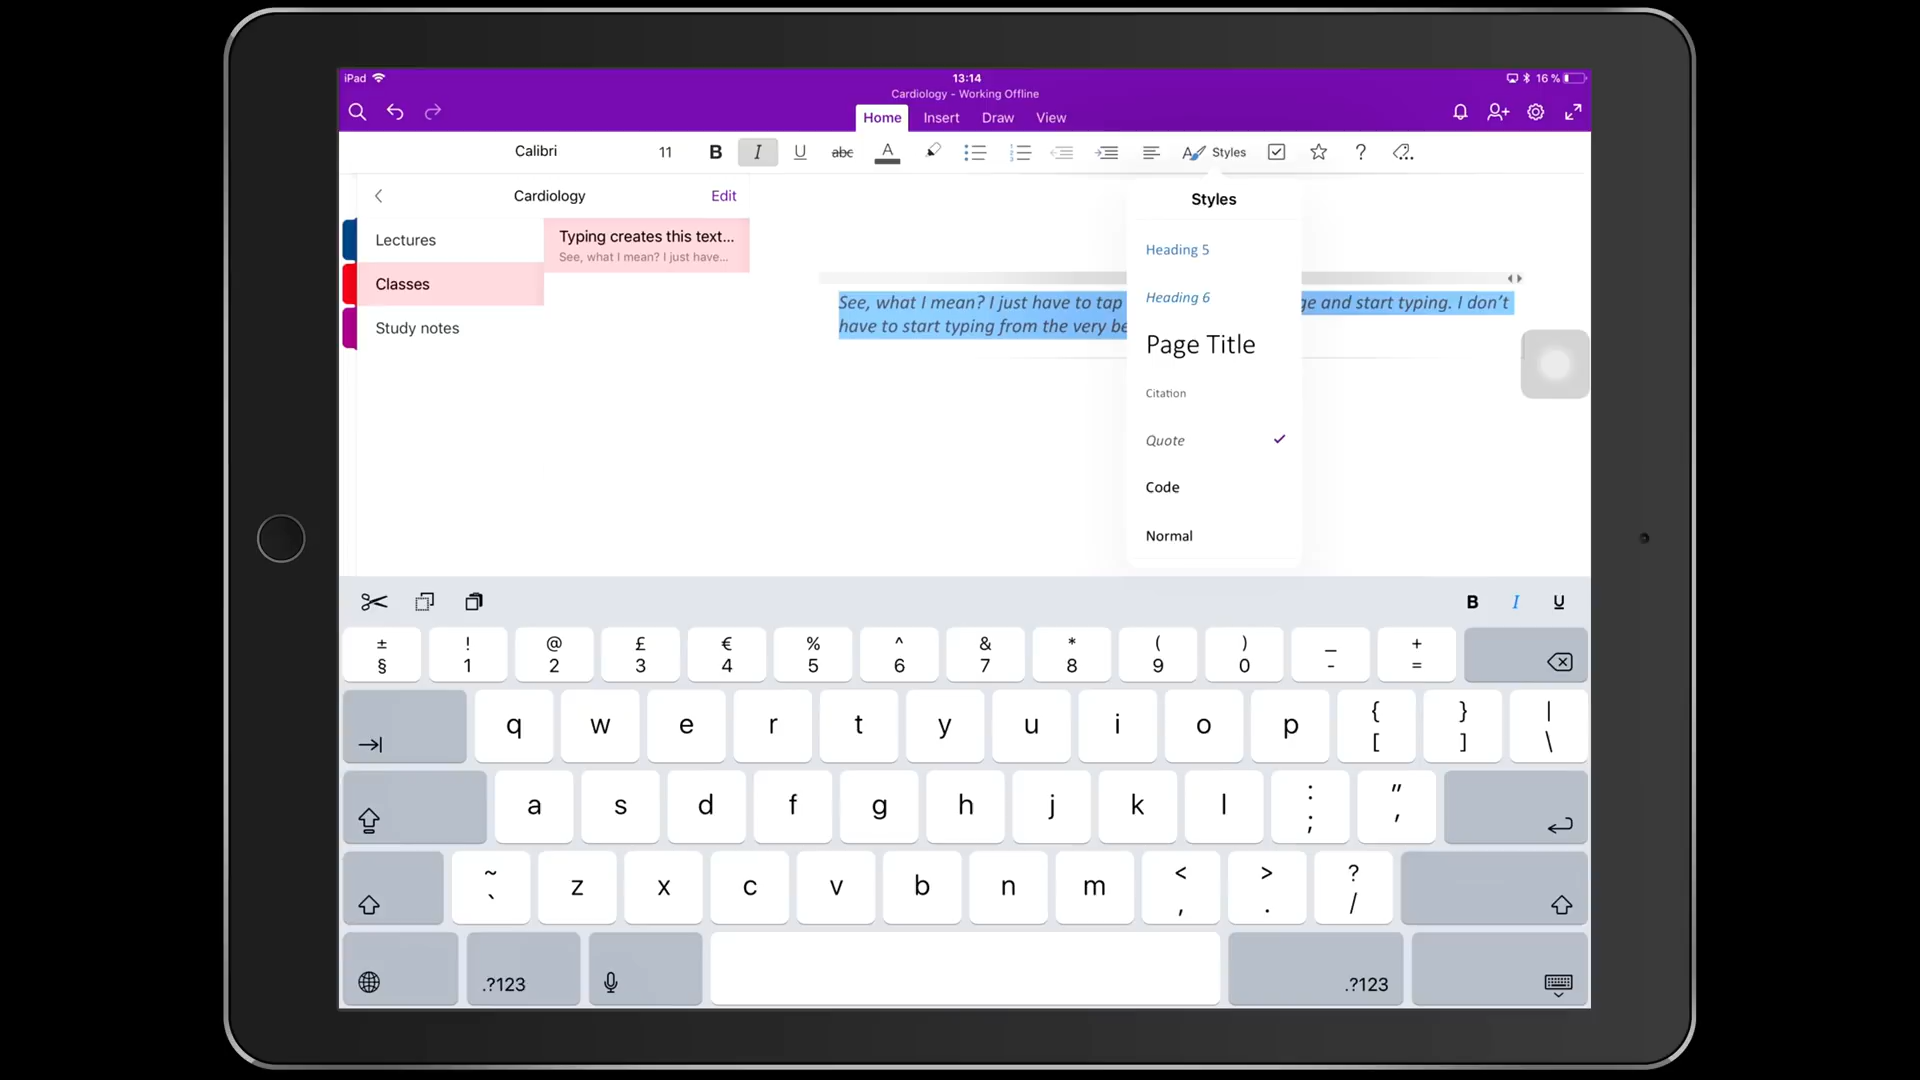 iPad 13:14 16 %
Cardiology - Working Offline
Home Insert Draw View
Calibri 11 B I U abc A Styles ?
Cardiology Edit
Lectures
Classes
Study notes
Typing creates this text...
See, what I mean? I just have...
See, what I mean? I just have to tap ge and start typing. I don't
have to start typing from the very be
Styles
Heading 5
Heading 6
Page Title
Citation
Quote
Code
Normal
B I U
± ! @ £ € % ^ & * ( ) _ +
§ 1 2 3 4 5 6 7 8 9 0 - =
q w e r t y u i o p { } |
[ ] \
a s d f g h j k l : "
; '
~ z x c v b n m < > ?
` , . /
.?123 .?123